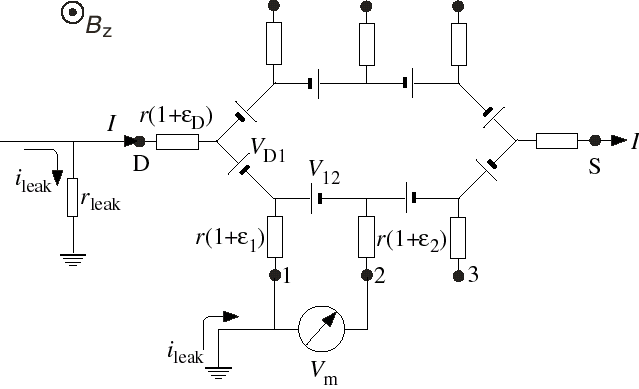 B_z
r(1+ε_D)
I
I
D
S
V_D1
V_12
i_leak
r_leak
r(1+ε_1)
r(1+ε_2)
1
2
3
i_leak
V_m